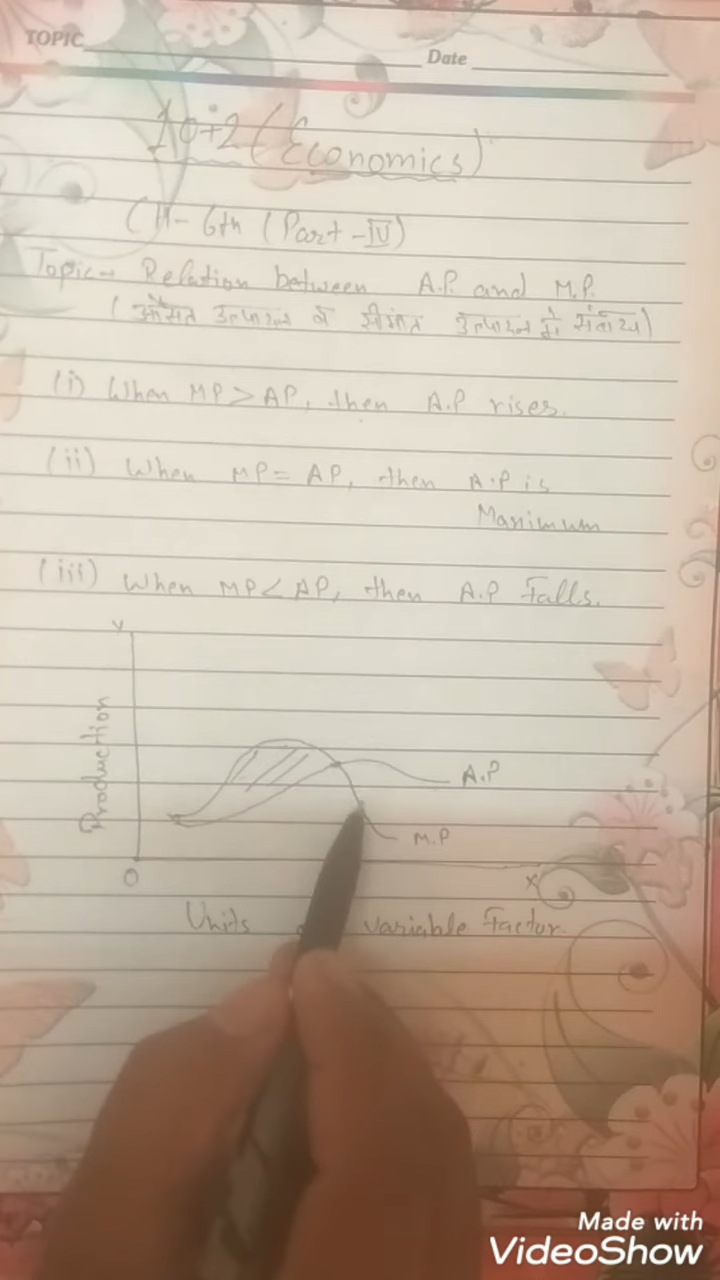 TOPIC
Date
10+2 (Economics)
CH- 6th (Part-IV)
Topic- Relation between A.P. and M.P.
(औसत उत्पादन व सीमांत उत्पादन में संबंध)
(i) When MP>AP, then A.P rises.
(ii) When MP= AP, then A.P is
Maximum
(iii) When MP<AP, then A.P Falls.
Y
Production
A.P
M.P
O
X
Units variable Factor.
Made with
VideoShow